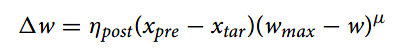 Δw = η_post(x_pre − x_tar)(w_max − w)^μ